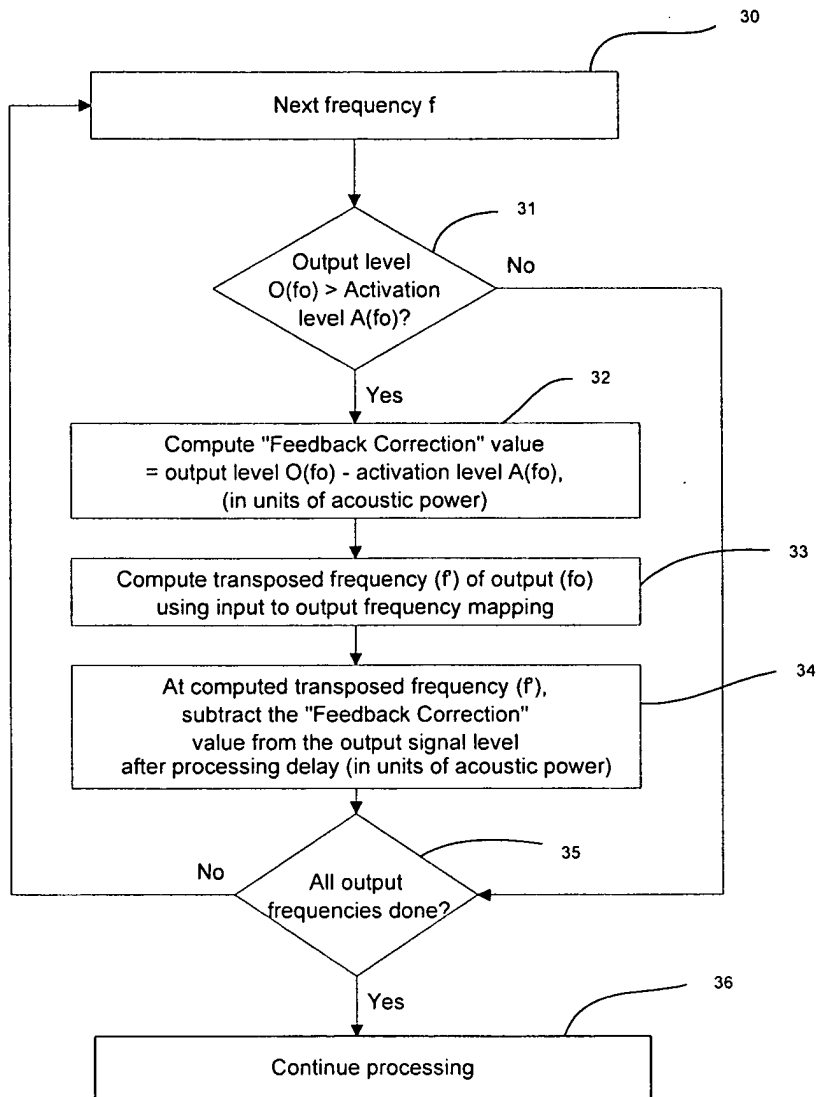 30
Next frequency f
31
Output level
O(fo) > Activation
level A(fo)?
No
Yes
32
Compute "Feedback Correction" value
= output level O(fo) - activation level A(fo),
(in units of acoustic power)
33
Compute transposed frequency (f') of output (fo)
using input to output frequency mapping
34
At computed transposed frequency (f'),
subtract the "Feedback Correction"
value from the output signal level
after processing delay (in units of acoustic power)
35
No
All output
frequencies done?
Yes
36
Continue processing